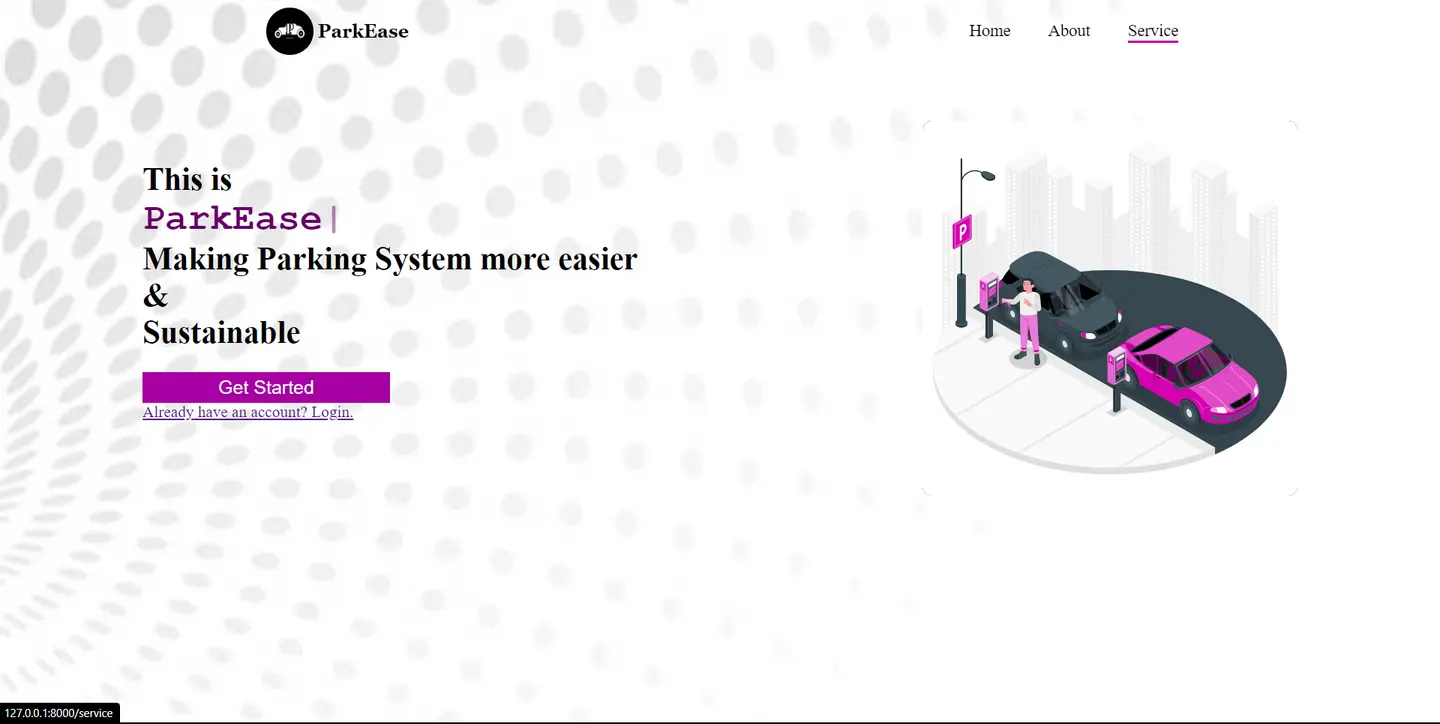 ParkEase
Home About Service
This is
ParkEase|
Making Parking System more easier
&
Sustainable
Get Started
Already have an account? Login.
P
127.0.0.1:8000/service